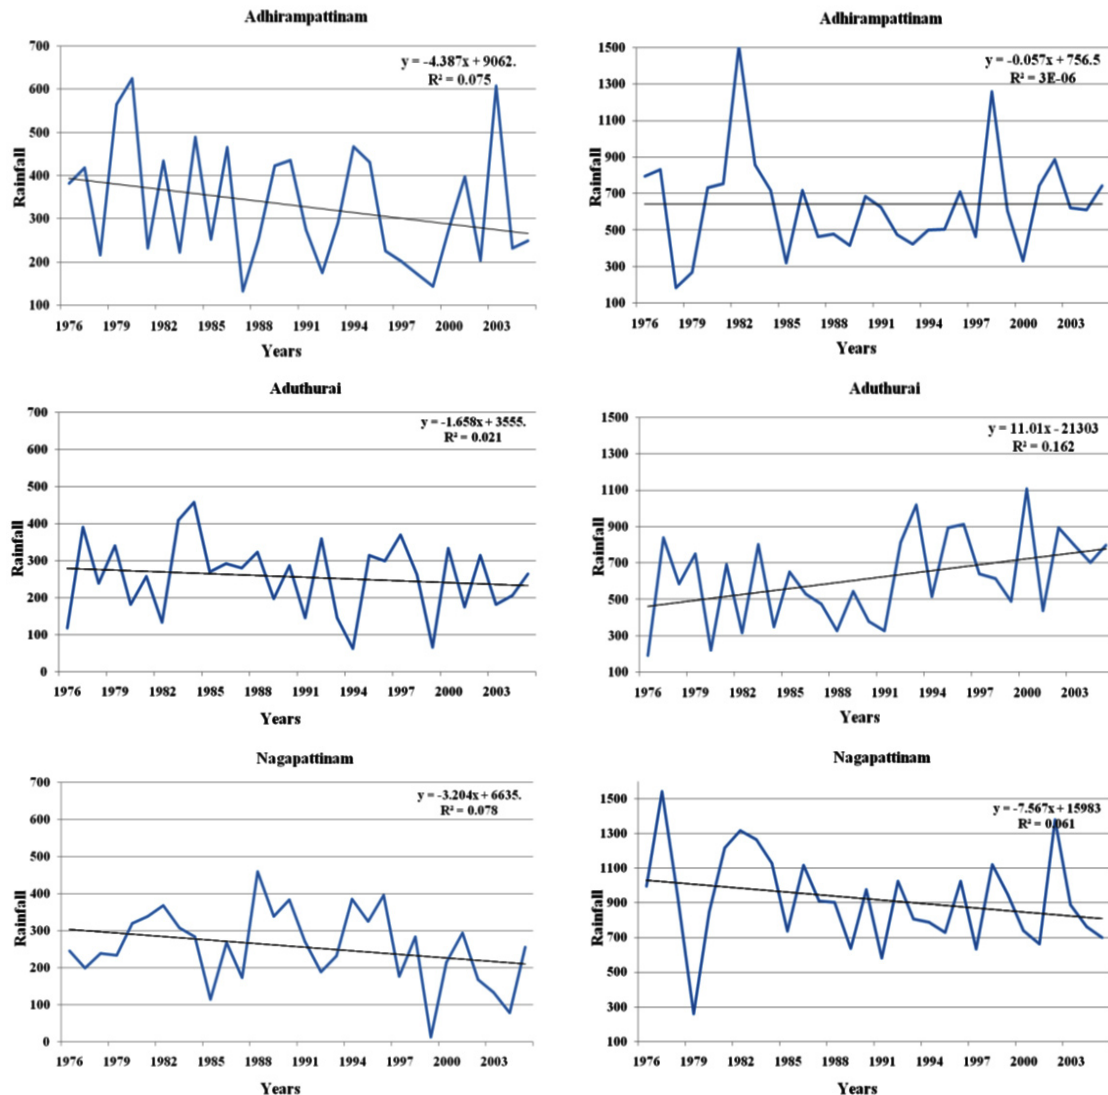 Adhirampattinam
700
600
500
400
300
200
100
Rainfall
y = -4.387x + 9062.
R² = 0.075
1976 1979 1982 1985 1988 1991 1994 1997 2000 2003
Years
Adhirampattinam
1500
1300
1100
900
700
500
300
100
Rainfall
y = -0.057x + 756.5
R² = 3E-06
1976 1979 1982 1985 1988 1991 1994 1997 2000 2003
Years
Aduthurai
700
600
500
400
300
200
100
0
Rainfall
y = -1.658x + 3555.
R² = 0.021
1976 1979 1982 1985 1988 1991 1994 1997 2000 2003
Years
Aduthurai
1500
1300
1100
900
700
500
300
100
Rainfall
y = 11.01x - 21303
R² = 0.162
1976 1979 1982 1985 1988 1991 1994 1997 2000 2003
Years
Nagapattinam
700
600
500
400
300
200
100
0
Rainfall
y = -3.204x + 6635.
R² = 0.078
1976 1979 1982 1985 1988 1991 1994 1997 2000 2003
Years
Nagapattinam
1500
1300
1100
900
700
500
300
100
Rainfall
y = -7.567x + 15983
R² = 0.061
1976 1979 1982 1985 1988 1991 1994 1997 2000 2003
Years